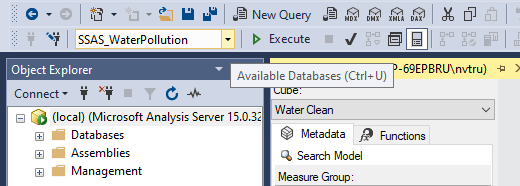 New Query
MDX
DMX
XMLA
DAX
SSAS_WaterPollution
Execute
Available Databases (Ctrl+U)
Object Explorer
P-69EPBRU\nvtru)
Cube:
Connect
Water Clean
(local) (Microsoft Analysis Server 15.0.32
Metadata
Functions
Databases
Assemblies
Search Model
Management
Measure Group: